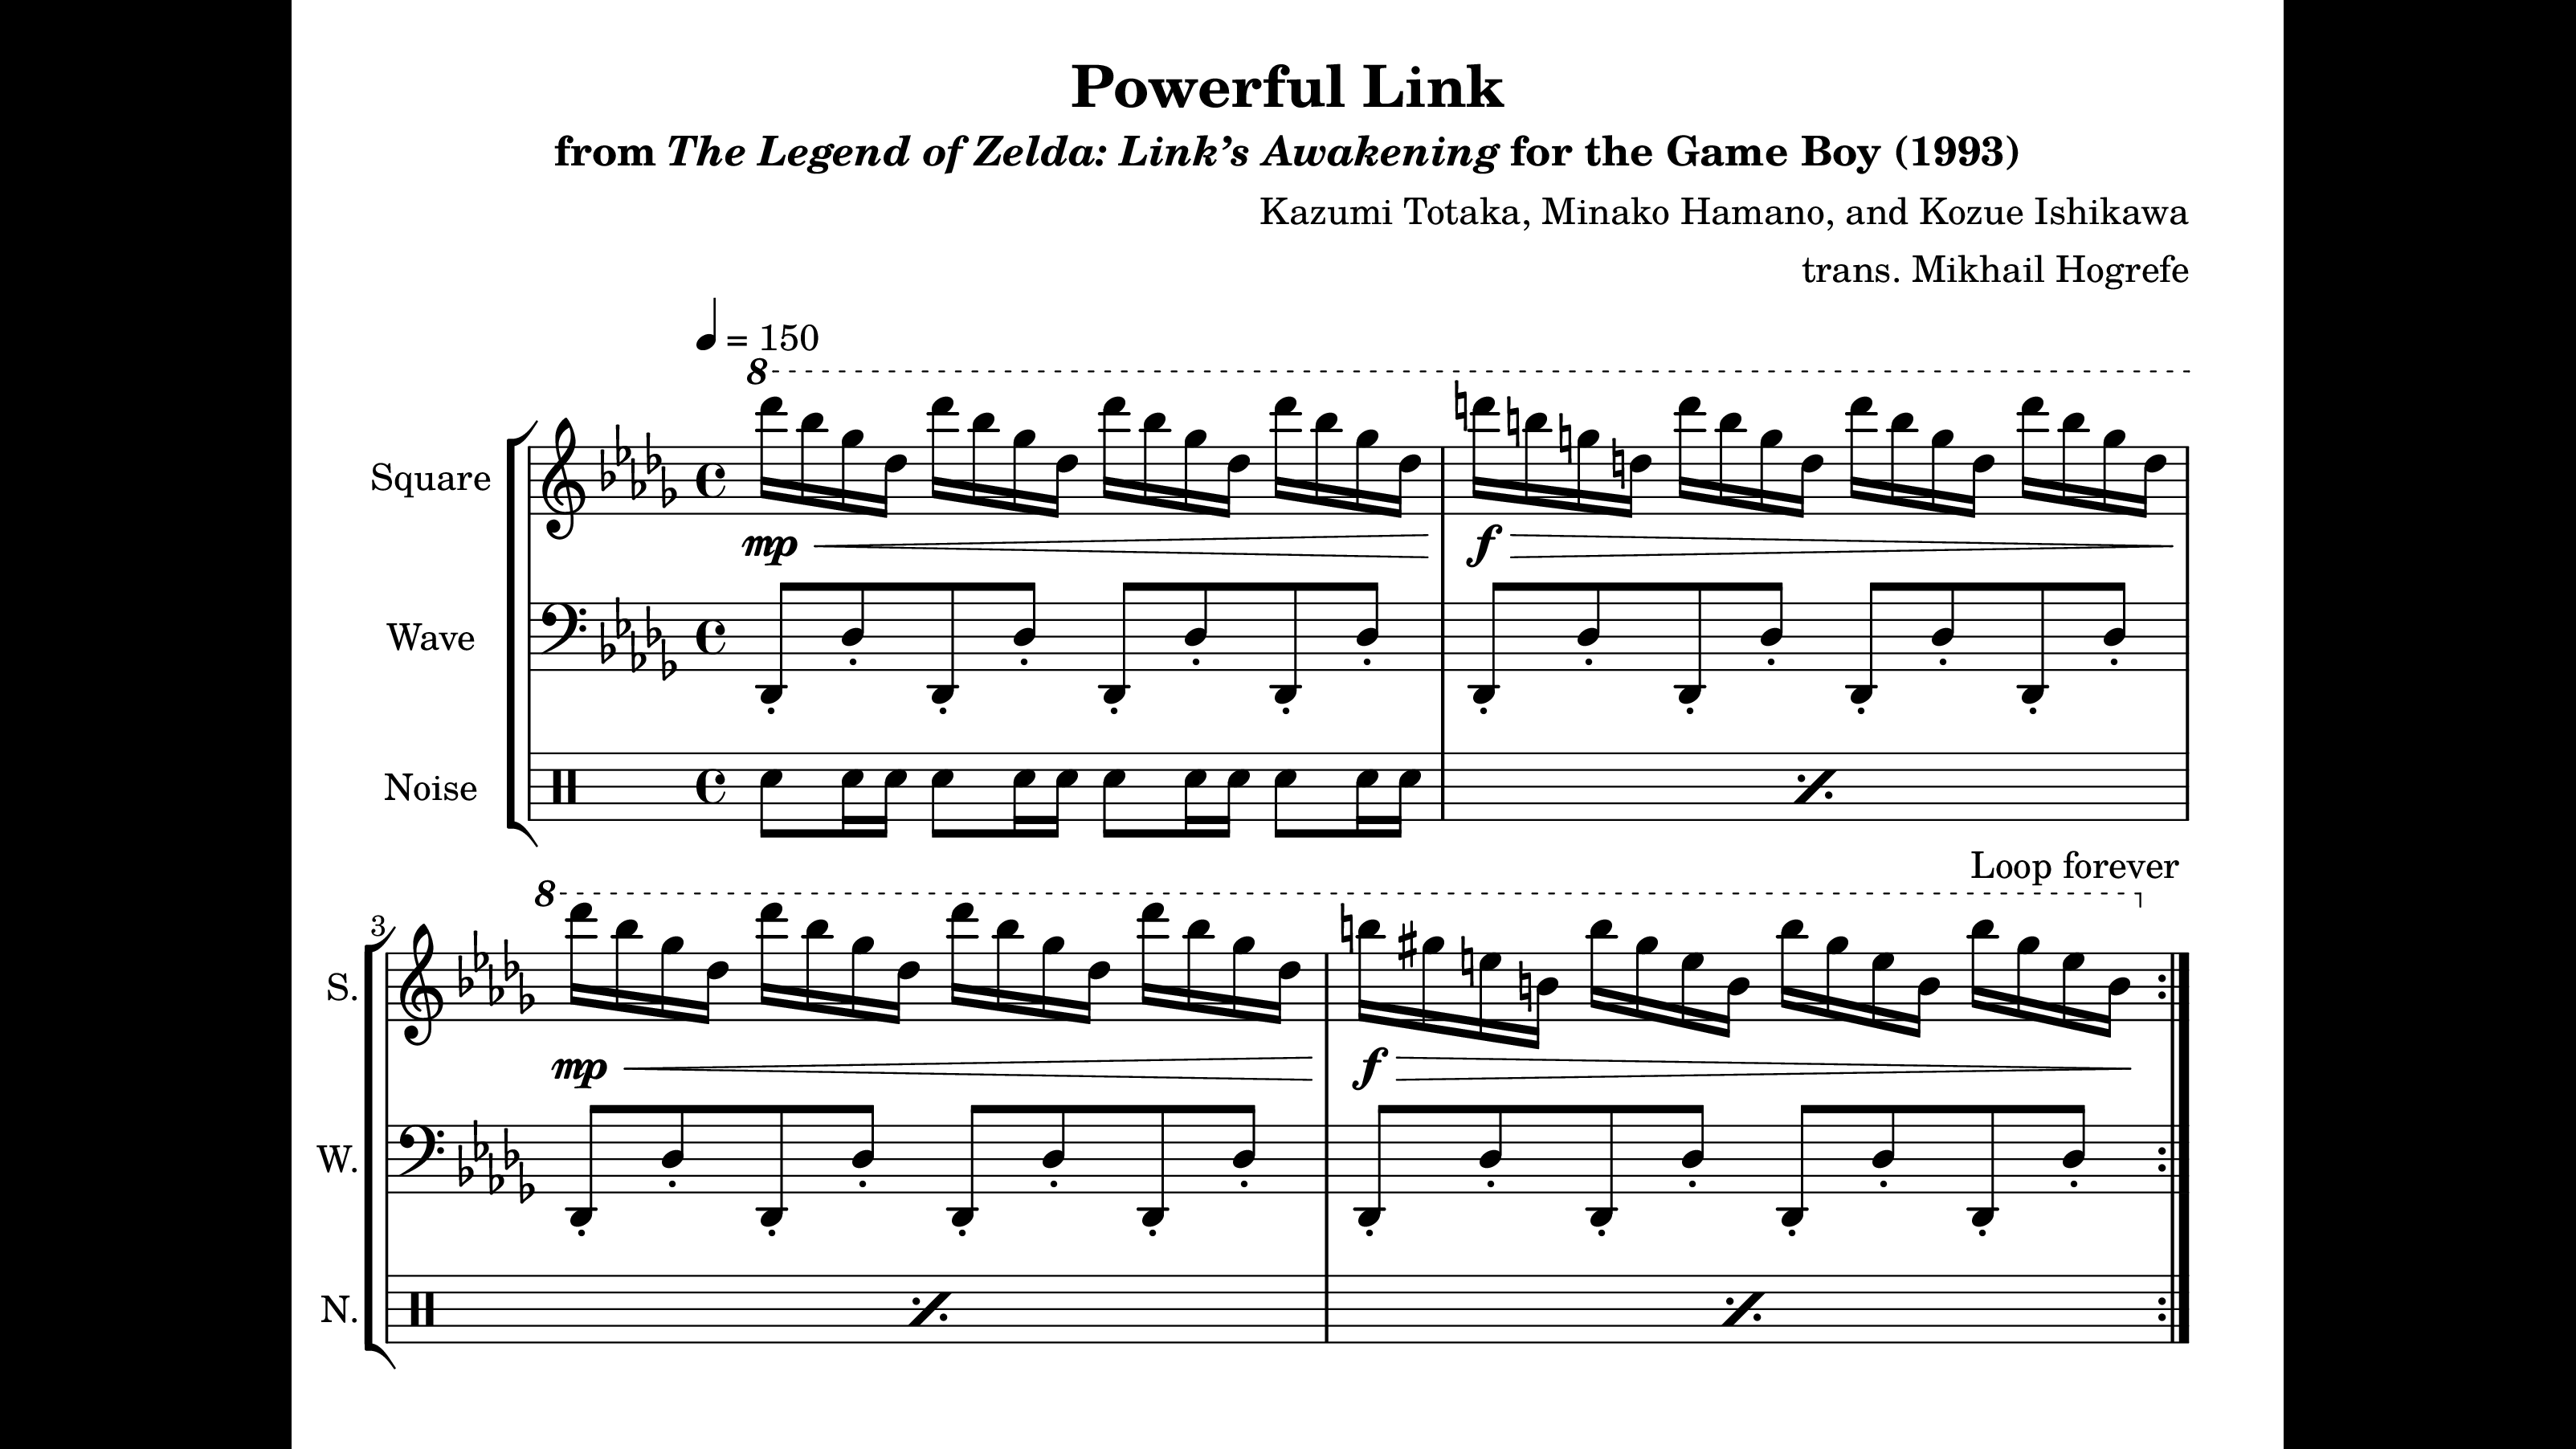 Powerful Link
from The Legend of Zelda: Link’s Awakening for the Game Boy (1993)
Kazumi Totaka, Minako Hamano, and Kozue Ishikawa
trans. Mikhail Hogrefe
= 150
8
Square
mp
f
Wave
Noise
Loop forever
8
3
S.
mp
f
W.
N.